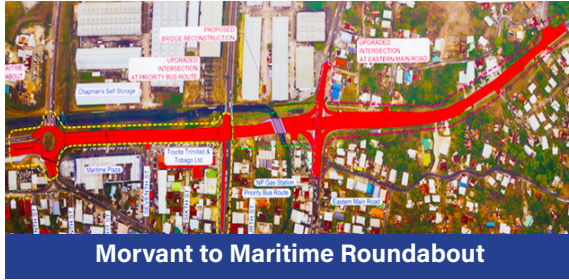 PROPOSED
BRIDGE RECONSTRUCTION
UPGRADED
INTERSECTION
AT EASTERN MAIN ROAD
UPGRADED
INTERSECTION
AT PRIORITY BUS ROUTE
ABOUT
Chapman's Self Storage
Toyota Trinidad &
Tobago Ltd
Maritime Plaza
NP Gas Station
Priority Bus Route
Eastern Main Road
Morvant to Maritime Roundabout